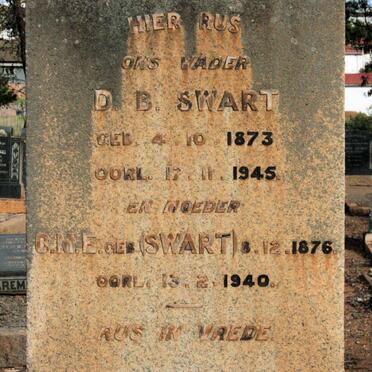 HIER RUS
ONS VADER
D. B. SWART
GEB. 4. 10. 1873
OORL. 17. 11. 1945.
EN MOEDER
GEB. (SWART) 8. 12. 1876.
OORL. 13. 2. 1940.
RUS IN VREDE.